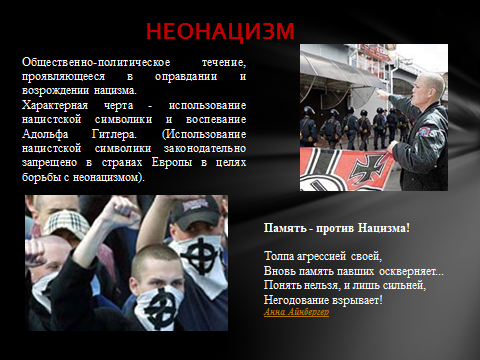 НЕОНАЦИЗМ
Общественно-политическое течение,
проявляющееся в оправдании и
возрождении нацизма.
Характерная черта - использование
нацистской символики и воспевание
Адольфа Гитлера. (Использование
нацистской символики законодательно
запрещено в странах Европы в целях
борьбы с неонацизмом).
Память - против Нацизма!
Толпа агрессией своей,
Вновь память павших оскверняет...
Понять нельзя, и лишь сильней,
Негодование взрывает!
Анна Айнбергер